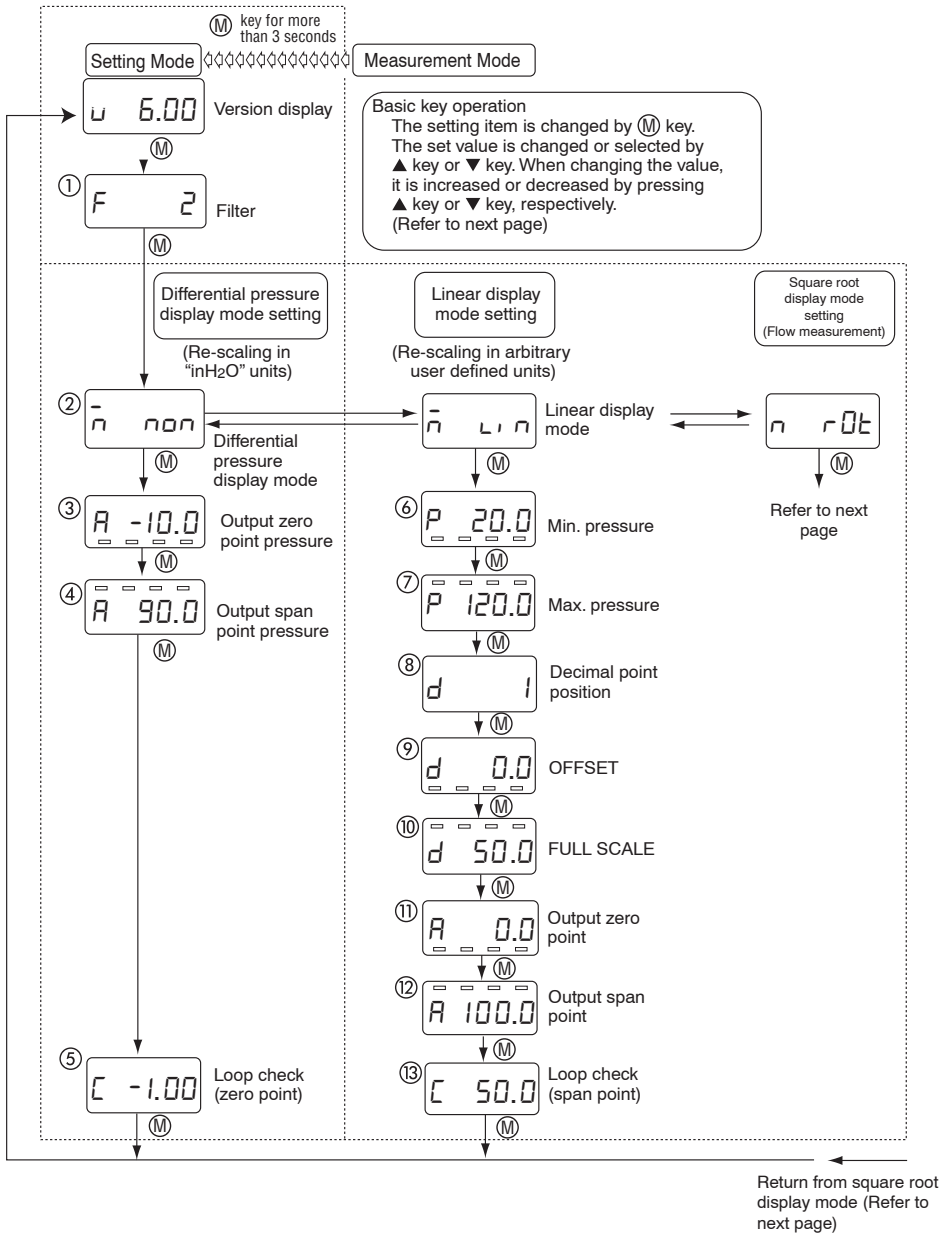 Ⓜ key for more
than 3 seconds
Setting Mode
Measurement Mode
u 6.00
Version display
Ⓜ
Basic key operation
The setting item is changed by Ⓜ key.
The set value is changed or selected by
▲ key or ▼ key. When changing the value,
it is increased or decreased by pressing
▲ key or ▼ key, respectively.
(Refer to next page)
① F 2
Filter
Ⓜ
Differential pressure
display mode setting
(Re-scaling in
“inH2O” units)
Linear display
mode setting
(Re-scaling in arbitrary
user defined units)
Square root
display mode
setting
(Flow measurement)
② n̄ non
Differential
pressure
display mode
Ⓜ
③ A -10.0
Output zero
point pressure
Ⓜ
④ A 90.0
Output span
point pressure
Ⓜ
⑤ C -1.00
Loop check
(zero point)
Ⓜ
n̄ Lin
Linear display
mode
Ⓜ
⑥ P 20.0
Min. pressure
Ⓜ
⑦ P 120.0
Max. pressure
Ⓜ
⑧ d 1
Decimal point
position
Ⓜ
⑨ d 0.0
OFFSET
Ⓜ
⑩ d 50.0
FULL SCALE
Ⓜ
⑪ A 0.0
Output zero
point
Ⓜ
⑫ A 100.0
Output span
point
Ⓜ
⑬ C 50.0
Loop check
(span point)
Ⓜ
n r0t
Ⓜ
Refer to next
page
Return from square root
display mode (Refer to
next page)